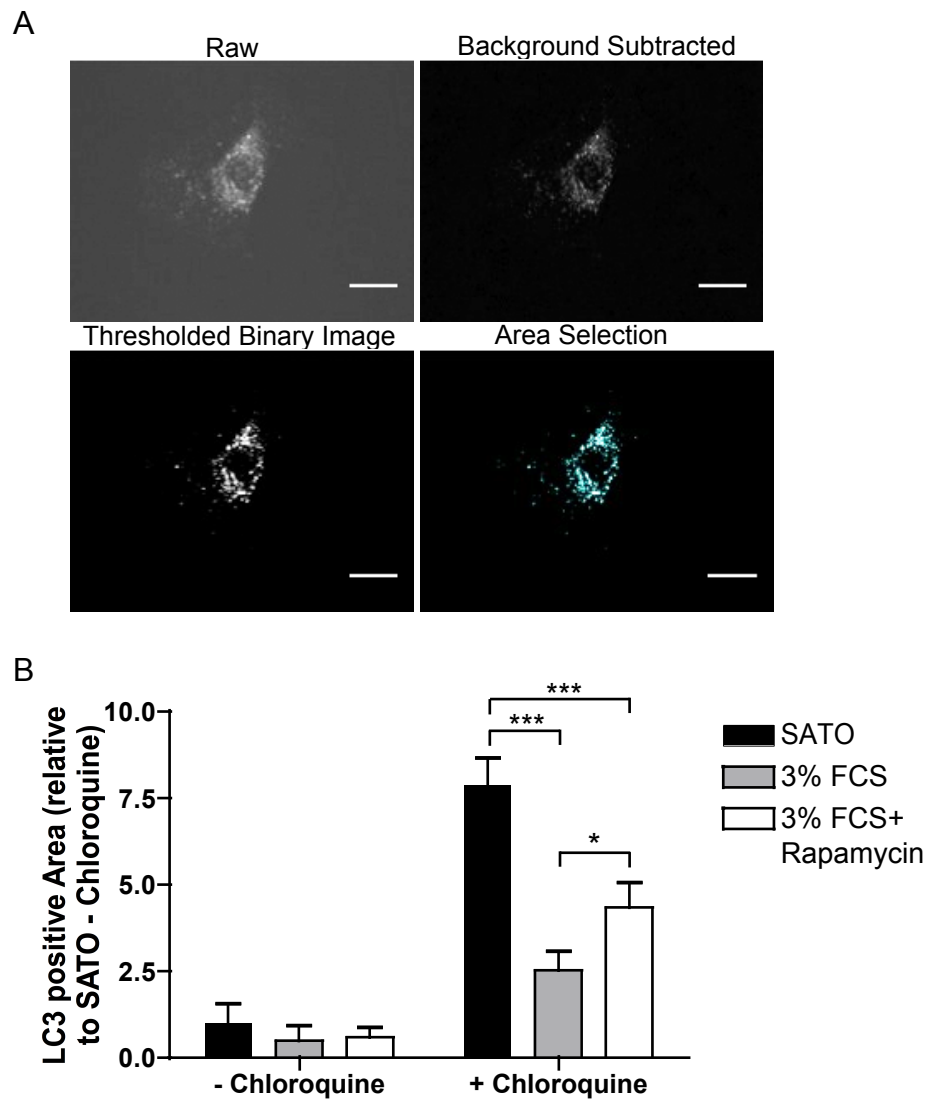 A
Raw
Background Subtracted
Thresholded Binary Image
Area Selection
B
LC3 positive Area (relative
to SATO - Chloroquine)
10.0
7.5
5.0
2.5
0.0
***
***
*
- Chloroquine
+ Chloroquine
SATO
3% FCS
3% FCS+
Rapamycin